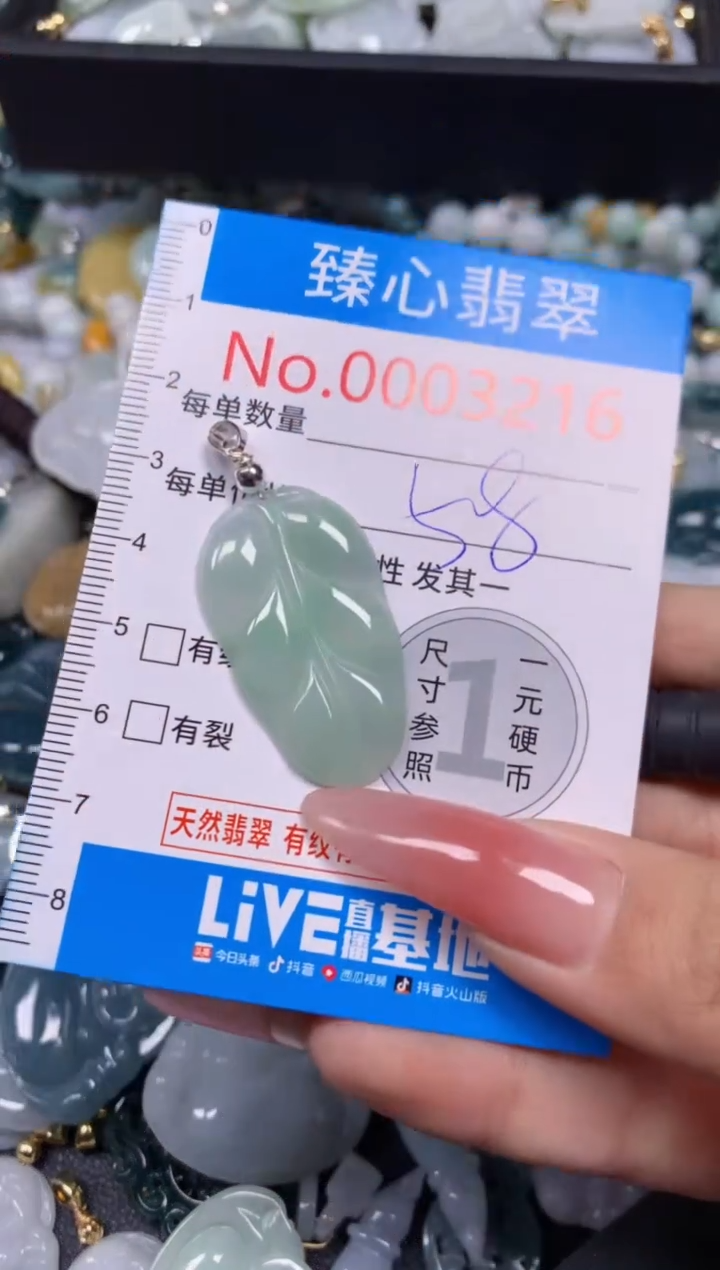 0
臻心翡翠
1
No.0003216
2
每单数量
3
每单
58
4
性发其一
5
有
尺寸参照
1
一元硬币
6
有裂
7
天然翡翠 有纹有
8
LiVE直播基地
头条 今日头条 抖音 西瓜视频 抖音火山版